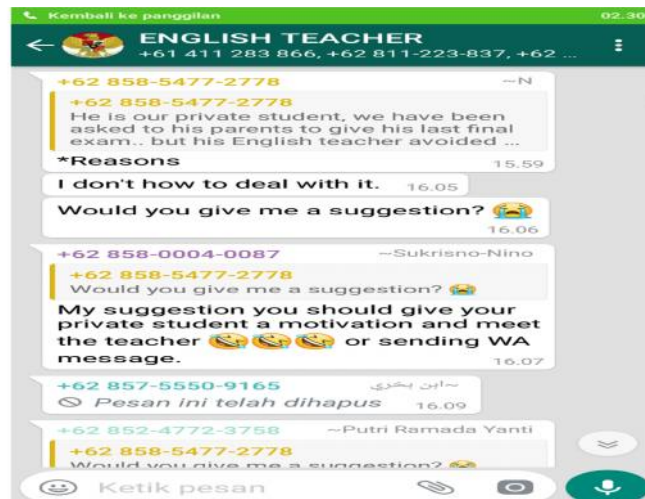 Kembali ke panggilan 02.30
ENGLISH TEACHER
+61 411 283 866, +62 811-223-837, +62 ...
+62 858-5477-2778 ~N
+62 858-5477-2778
He is our private student, we have been
asked to his parents to give his last final
exam.. but his English teacher avoided ...
*Reasons 15.59
I don't how to deal with it. 16.05
Would you give me a suggestion? 😭
16.06
+62 858-0004-0087 ~Sukrisno-Nino
+62 858-5477-2778
Would you give me a suggestion? 😭
My suggestion you should give your
private student a motivation and meet
the teacher 🤣🤣🤣 or sending WA
message. 16.07
+62 857-5550-9165 ~ابن بحري
Pesan ini telah dihapus 16.09
+62 852-4772-3758 ~Putri Ramada Yanti
+62 858-5477-2778
Would you give me a suggestion? 😭
Ketik pesan